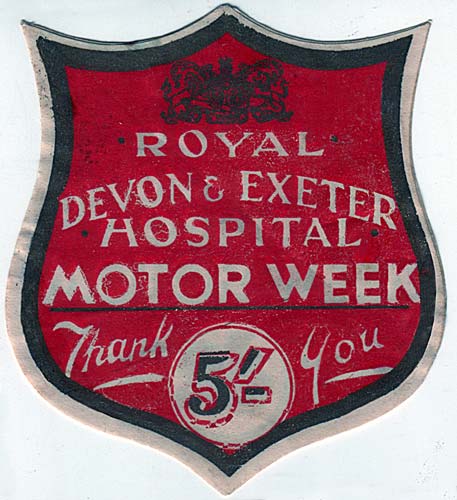 · ROYAL ·
DEVON & EXETER
· HOSPITAL ·
MOTOR WEEK
Thank You
5/-